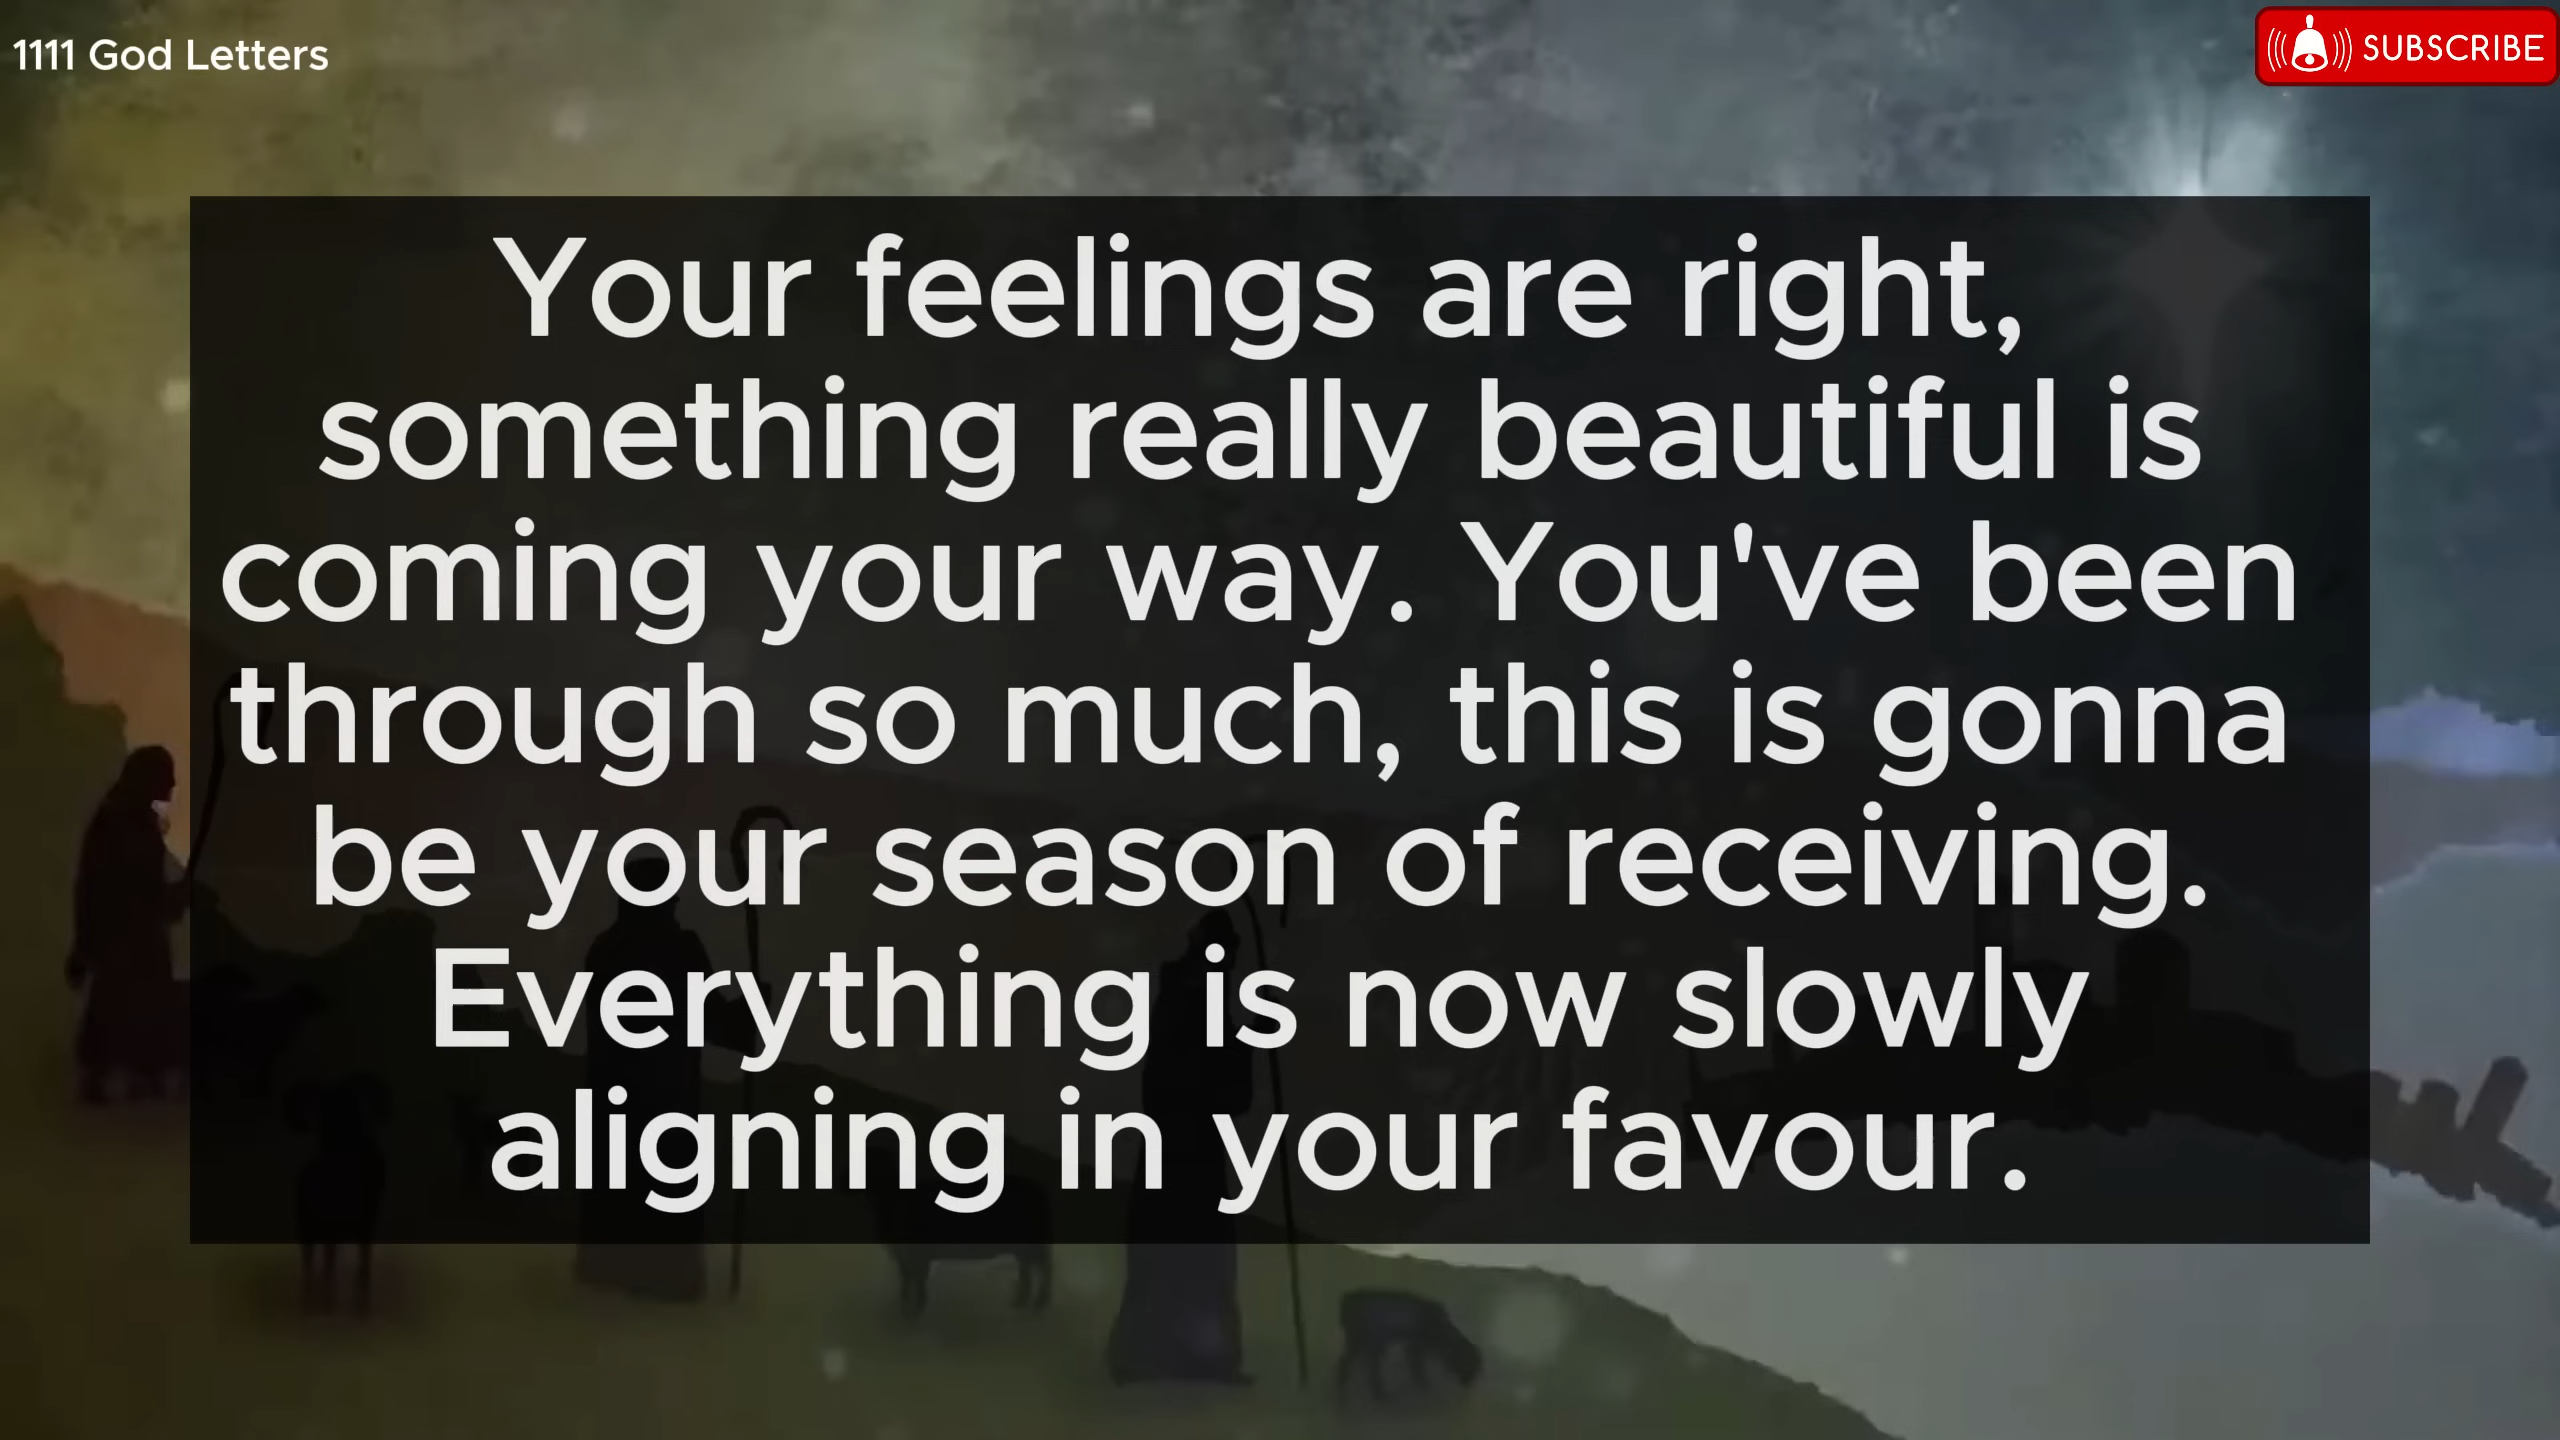 1111 God Letters
SUBSCRIBE
Your feelings are right,
something really beautiful is
coming your way. You've been
through so much, this is gonna
be your season of receiving.
Everything is now slowly
aligning in your favour.